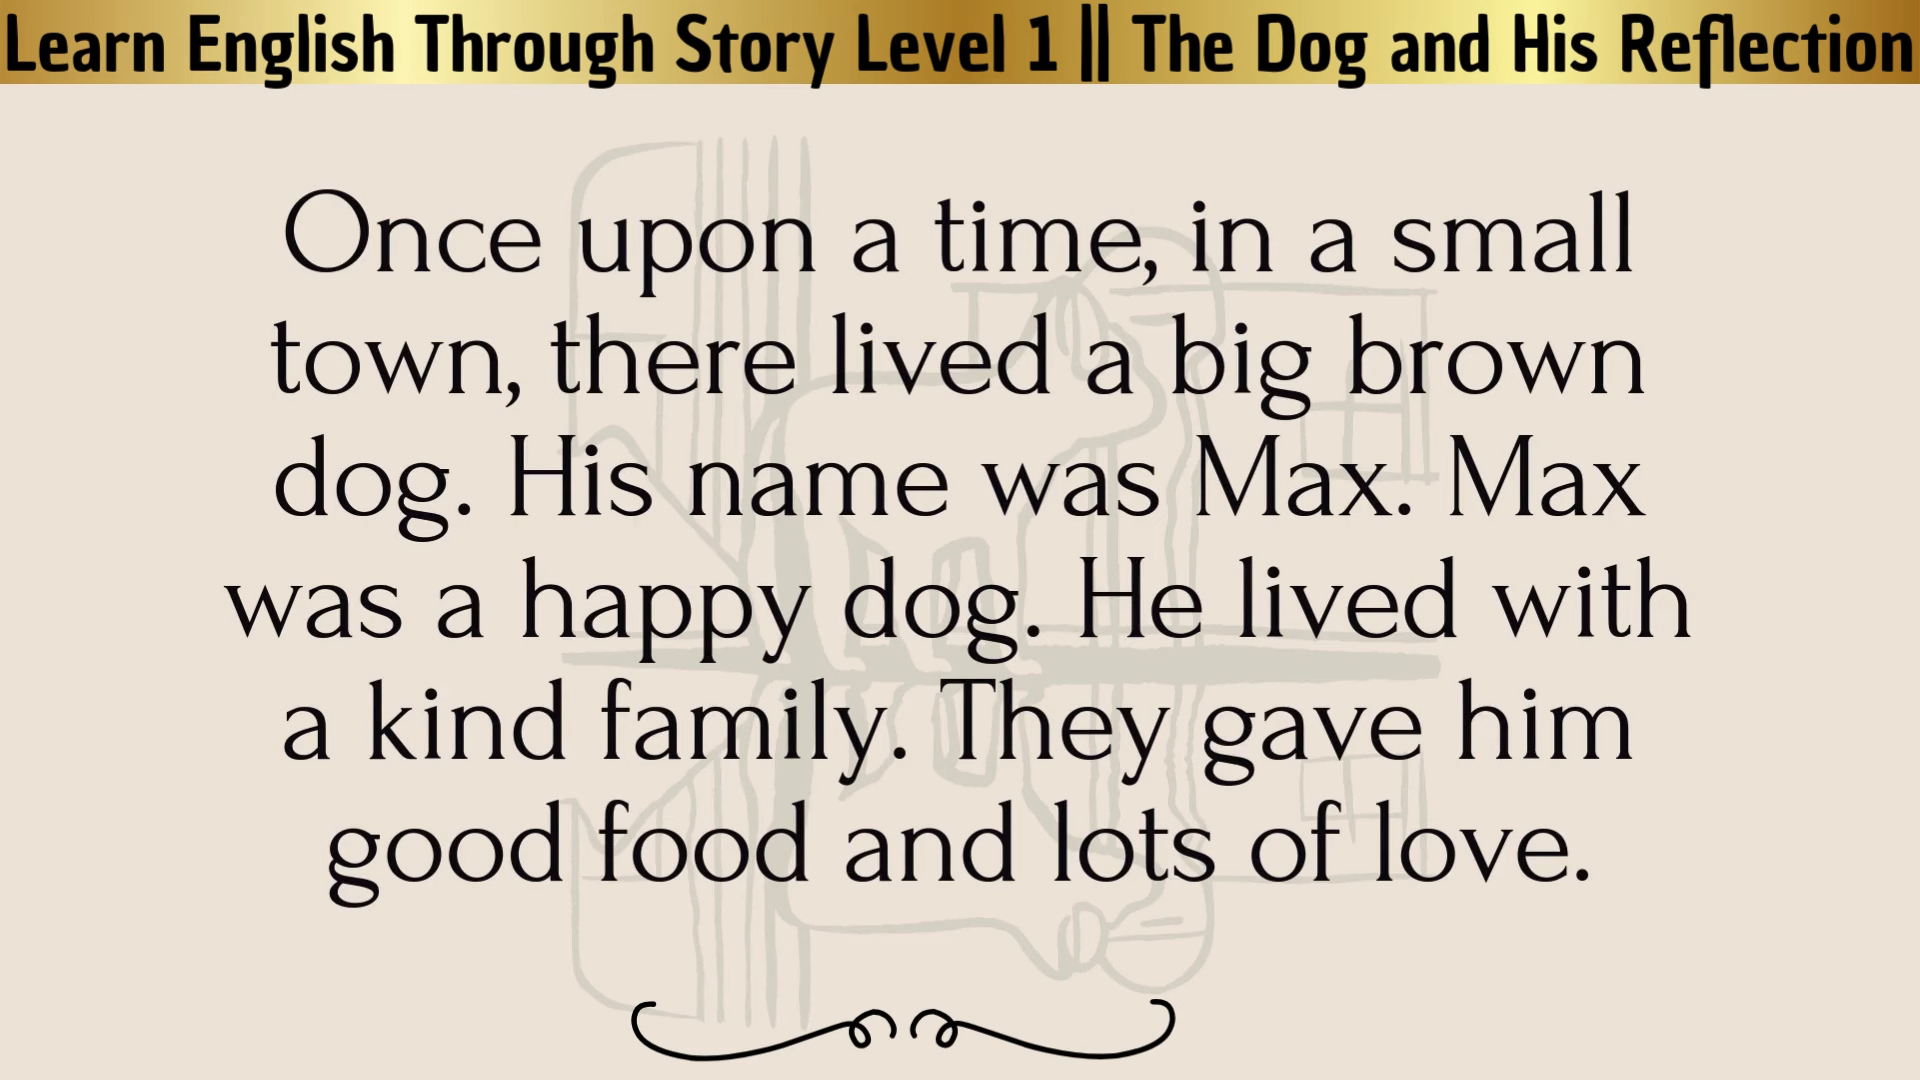 Learn English Through Story Level 1 || The Dog and His Reflection
Once upon a time, in a small
town, there lived a big brown
dog. His name was Max. Max
was a happy dog. He lived with
a kind family. They gave him
good food and lots of love.